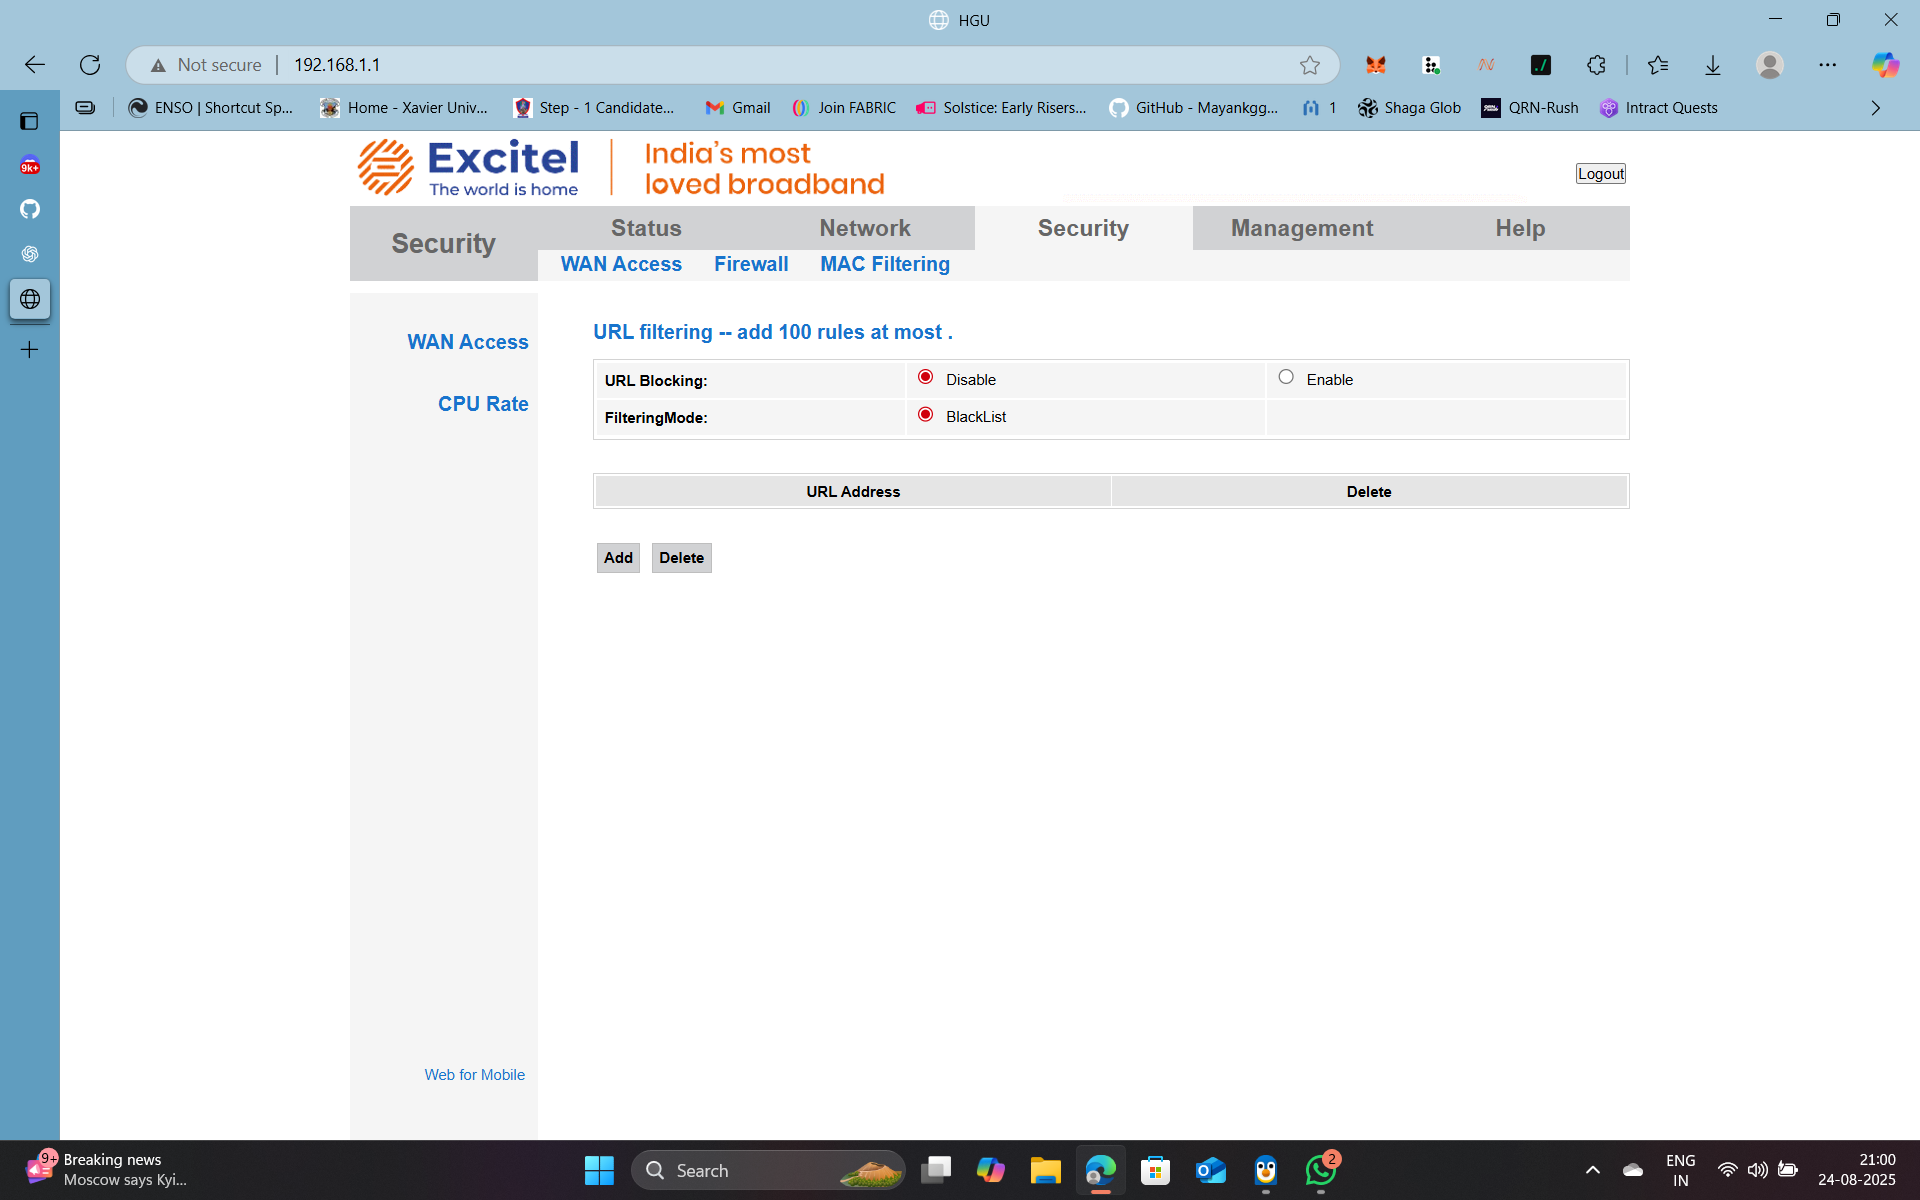 HGU
Not secure
192.168.1.1
ENSO | Shortcut Sp...
Home - Xavier Univ...
Step - 1 Candidate...
Gmail
Join FABRIC
Solstice: Early Risers...
GitHub - Mayankgg...
1
Shaga Glob
QRN-Rush
Intract Quests
9k+
Excitel
The world is home
India's most
loved broadband
Logout
Security
Status
Network
Security
Management
Help
WAN Access
Firewall
MAC Filtering
WAN Access
CPU Rate
URL filtering -- add 100 rules at most .
URL Blocking:
Disable
Enable
FilteringMode:
BlackList
URL Address
Delete
Add
Delete
Web for Mobile
9+
Breaking news
Moscow says Kyi...
Search
2
ENG
IN
21:00
24-08-2025